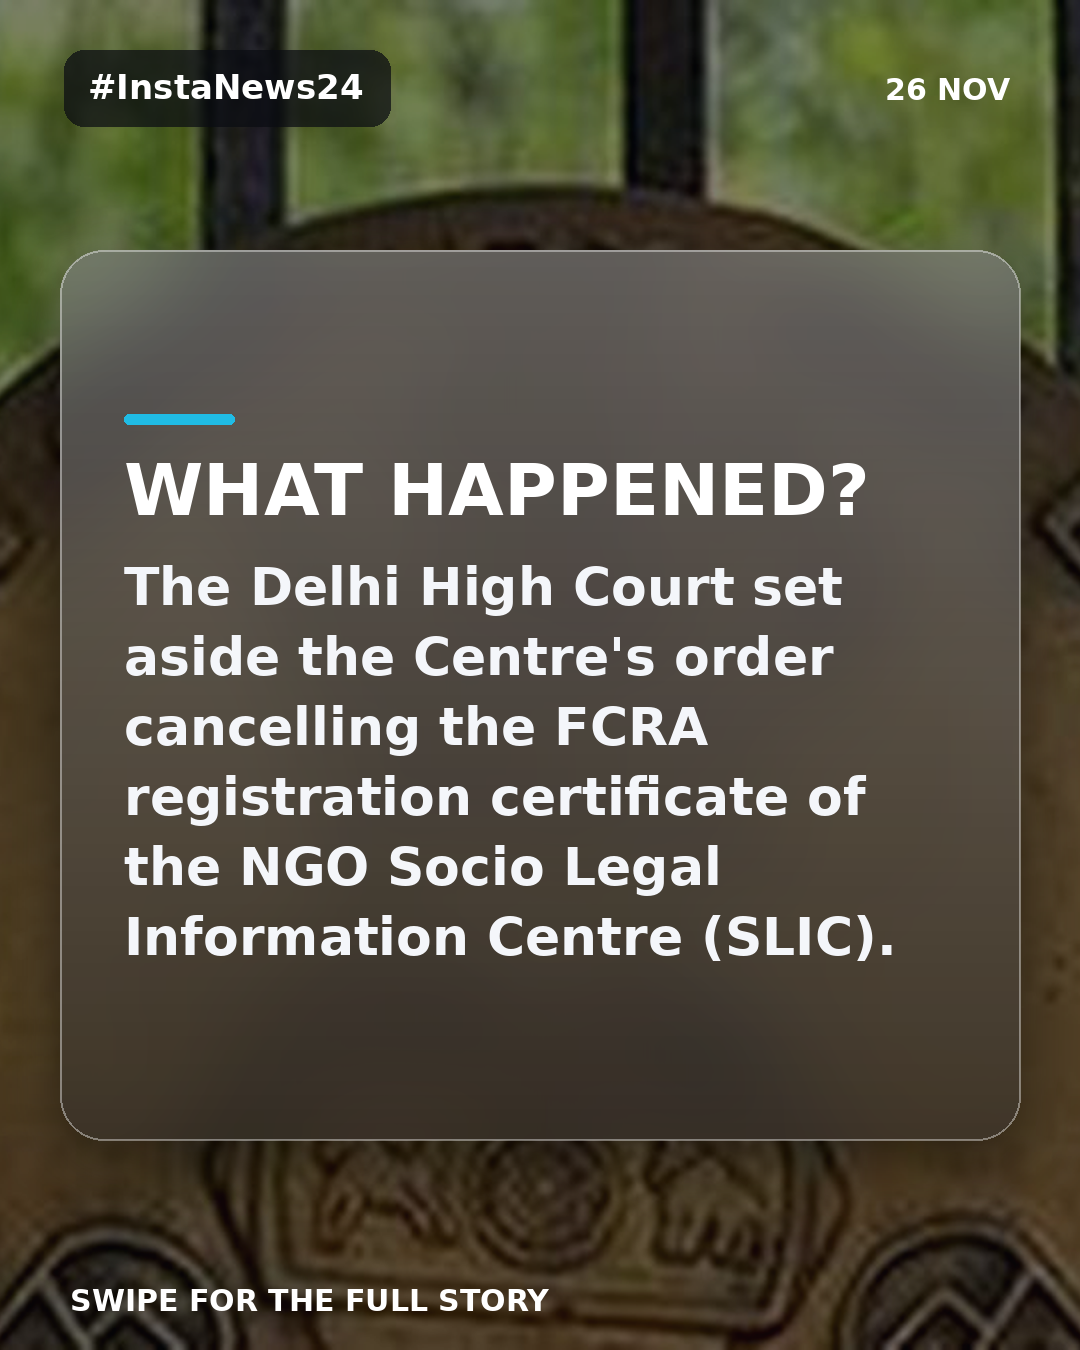 #InstaNews24
26 NOV
WHAT HAPPENED?
The Delhi High Court set
aside the Centre's order
cancelling the FCRA
registration certificate of
the NGO Socio Legal
Information Centre (SLIC).
SWIPE FOR THE FULL STORY